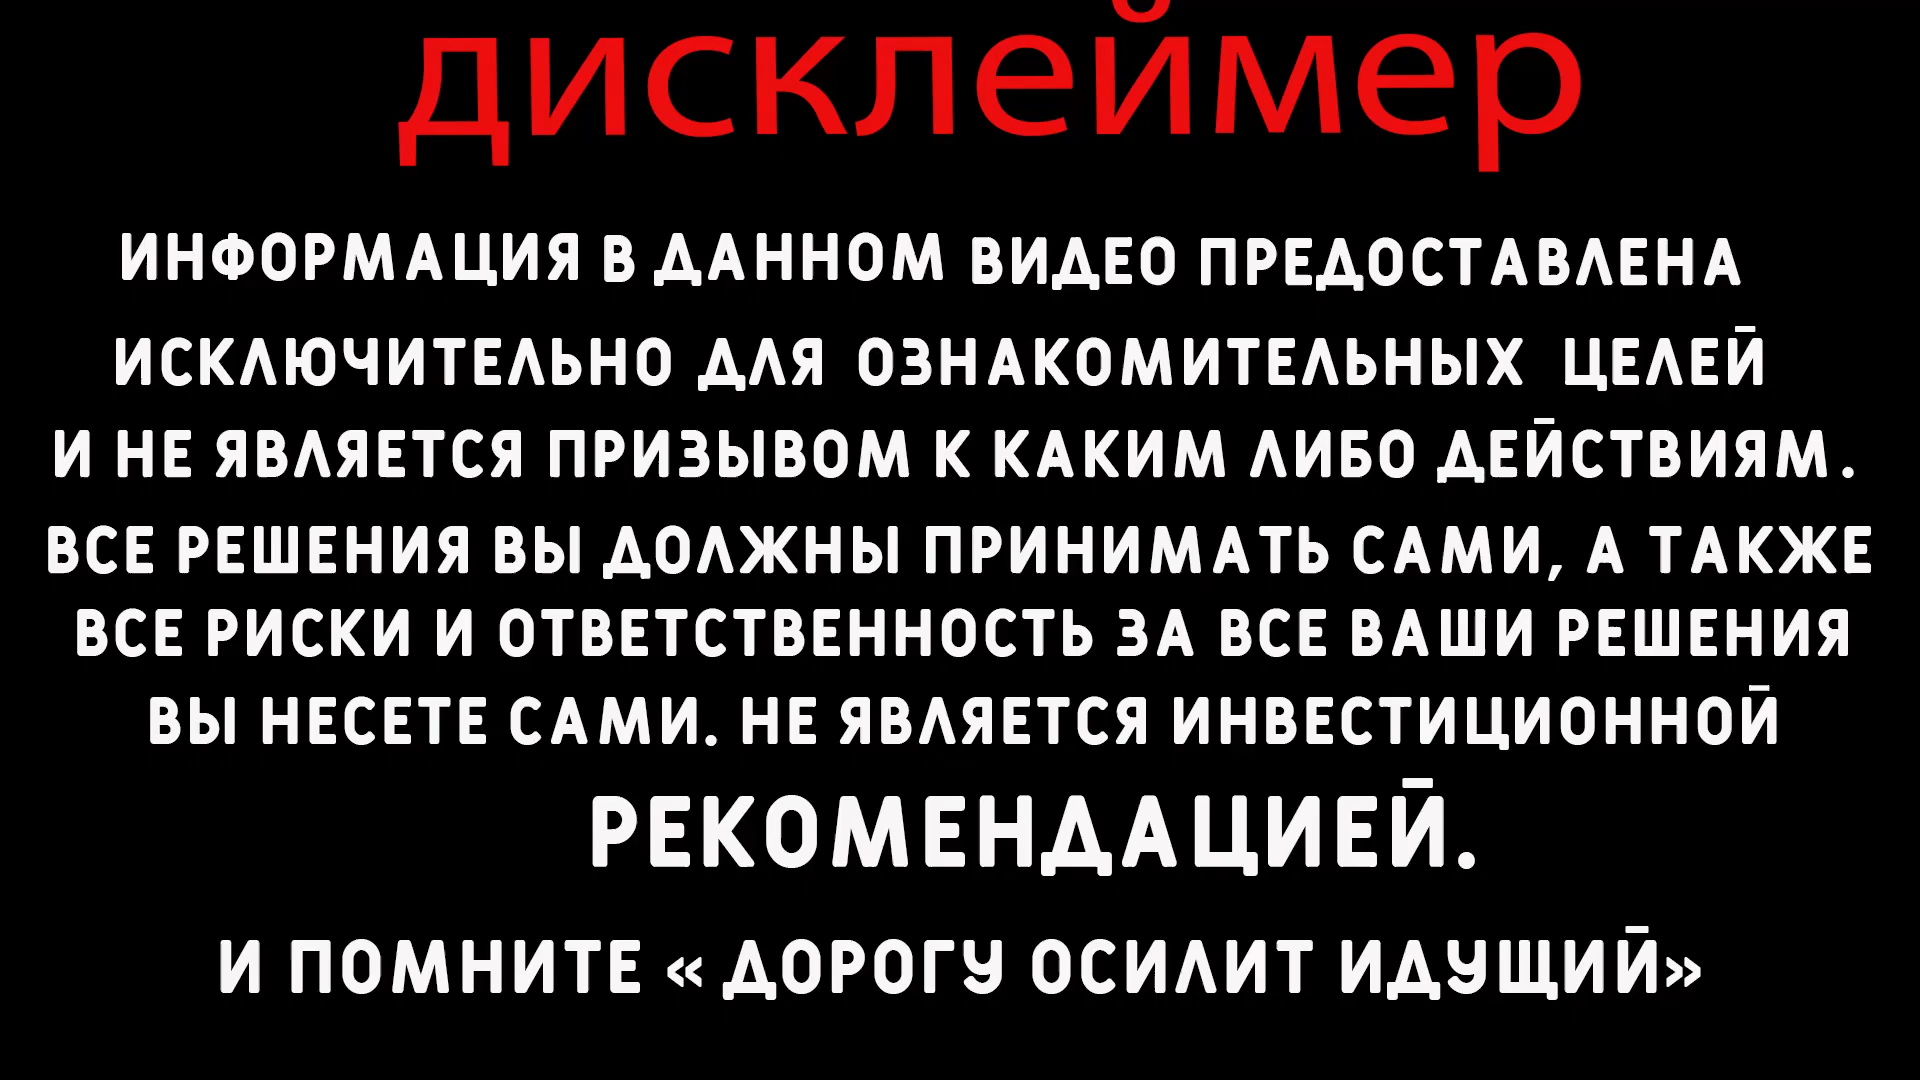 дисклеймер
ИНФОРМАЦИЯ В ДАННОМ ВИДЕО ПРЕДОСТАВЛЕНА
ИСКЛЮЧИТЕЛЬНО ДЛЯ ОЗНАКОМИТЕЛЬНЫХ ЦЕЛЕЙ
И НЕ ЯВЛЯЕТСЯ ПРИЗЫВОМ К КАКИМ ЛИБО ДЕЙСТВИЯМ.
ВСЕ РЕШЕНИЯ ВЫ ДОЛЖНЫ ПРИНИМАТЬ САМИ, А ТАКЖЕ
ВСЕ РИСКИ И ОТВЕТСТВЕННОСТЬ ЗА ВСЕ ВАШИ РЕШЕНИЯ
ВЫ НЕСЕТЕ САМИ. НЕ ЯВЛЯЕТСЯ ИНВЕСТИЦИОННОЙ
РЕКОМЕНДАЦИЕЙ.
И ПОМНИТЕ « ДОРОГУ ОСИЛИТ ИДУЩИЙ»